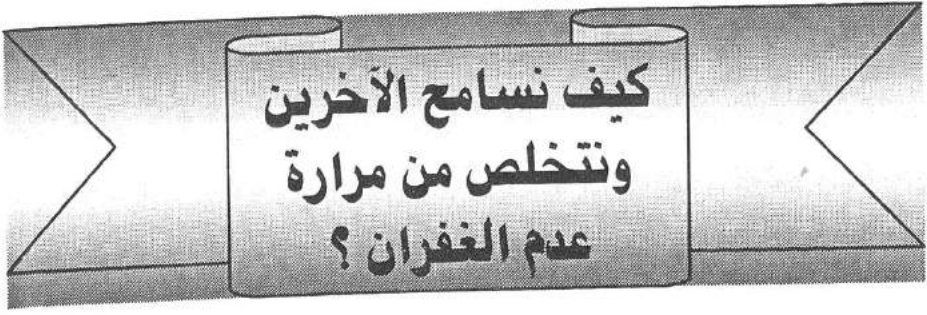 كيف نسامح الآخرين
ونتخلص من مرارة
عدم الغفران ؟